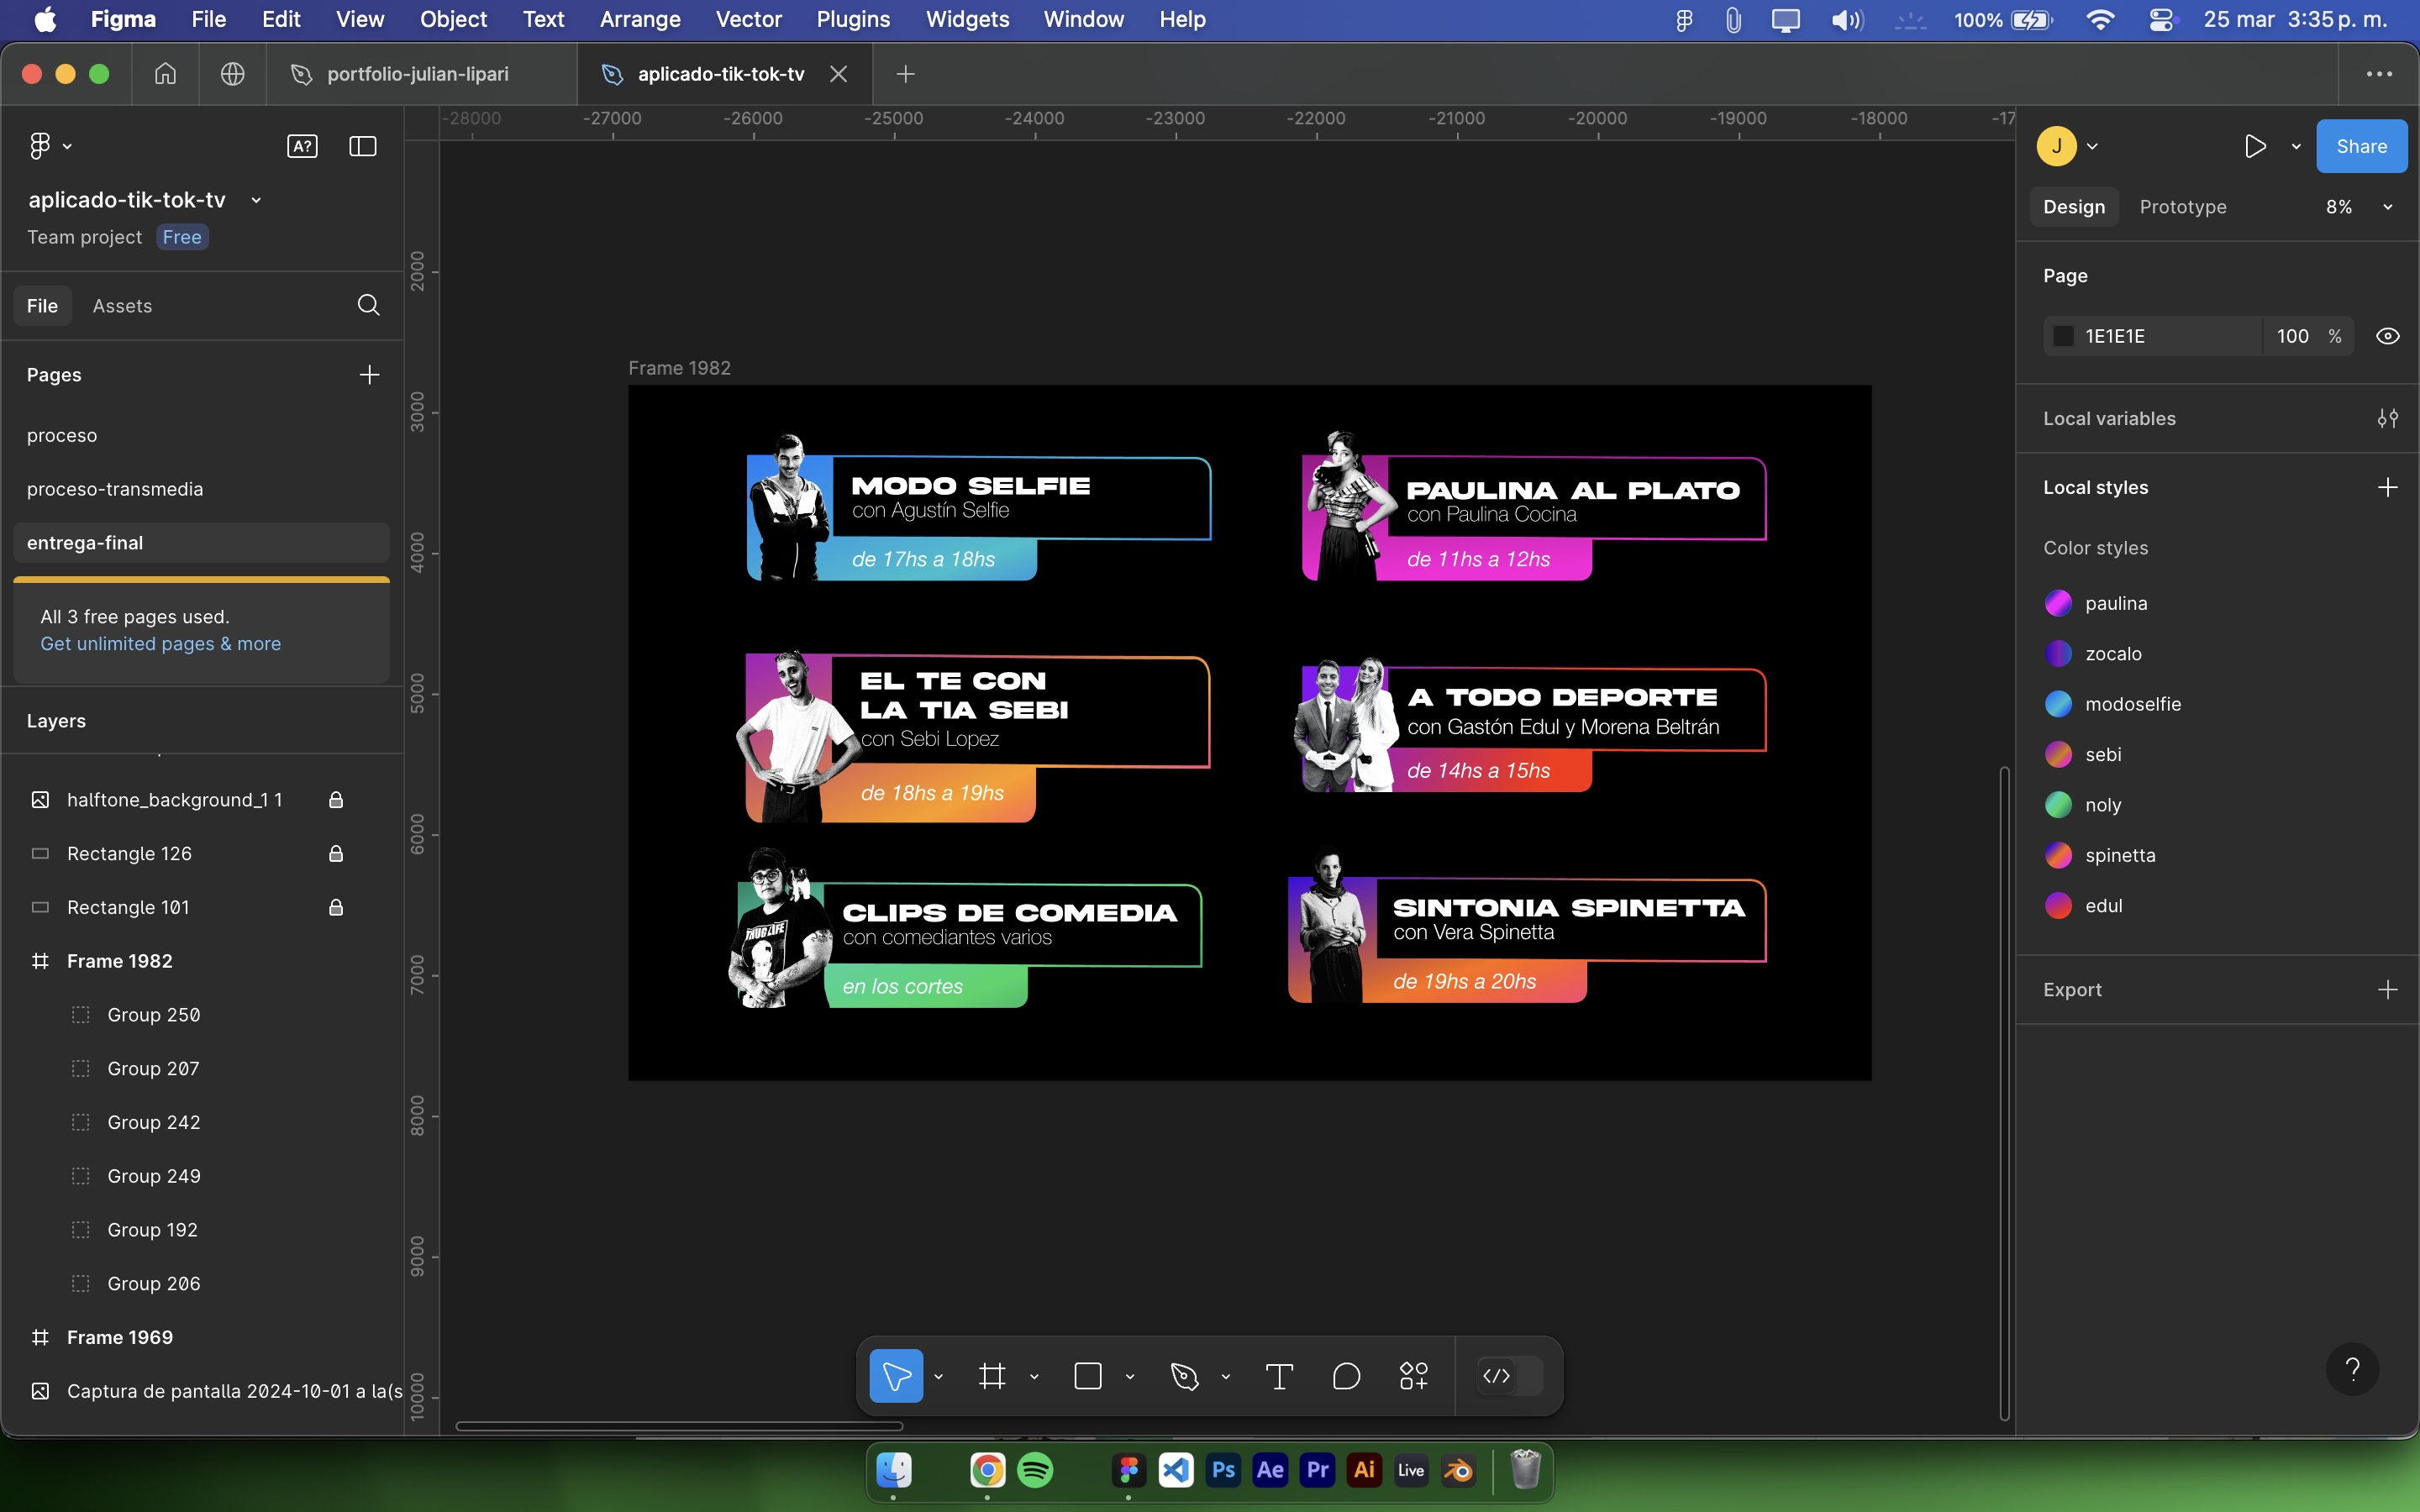 Figma File Edit View Object Text Arrange Vector Plugins Widgets Window Help 100% 25 mar 3:35 p. m.
portfolio-julian-lipari aplicado-tik-tok-tv
A?
aplicado-tik-tok-tv
Team project Free
File Assets
Pages
proceso
proceso-transmedia
entrega-final
All 3 free pages used.
Get unlimited pages & more
Layers
halftone_background_1 1
Rectangle 126
Rectangle 101
Frame 1982
Group 250
Group 207
Group 242
Group 249
Group 192
Group 206
Frame 1969
Captura de pantalla 2024-10-01 a la(s
-28000 -27000 -26000 -25000 -24000 -23000 -22000 -21000 -20000 -19000 -18000 -17
2000
3000
4000
5000
6000
7000
8000
9000
10000
Frame 1982
MODO SELFIE
con Agustín Selfie
de 17hs a 18hs
PAULINA AL PLATO
con Paulina Cocina
de 11hs a 12hs
EL TE CON
LA TIA SEBI
con Sebi Lopez
de 18hs a 19hs
A TODO DEPORTE
con Gastón Edul y Morena Beltrán
de 14hs a 15hs
THUG LIFE
CLIPS DE COMEDIA
con comediantes varios
en los cortes
SINTONIA SPINETTA
con Vera Spinetta
de 19hs a 20hs
J Share
Design Prototype 8%
Page
1E1E1E 100 %
Local variables
Local styles
Color styles
paulina
zocalo
modoselfie
sebi
noly
spinetta
edul
Export
?
Ps Ae Pr Ai Live